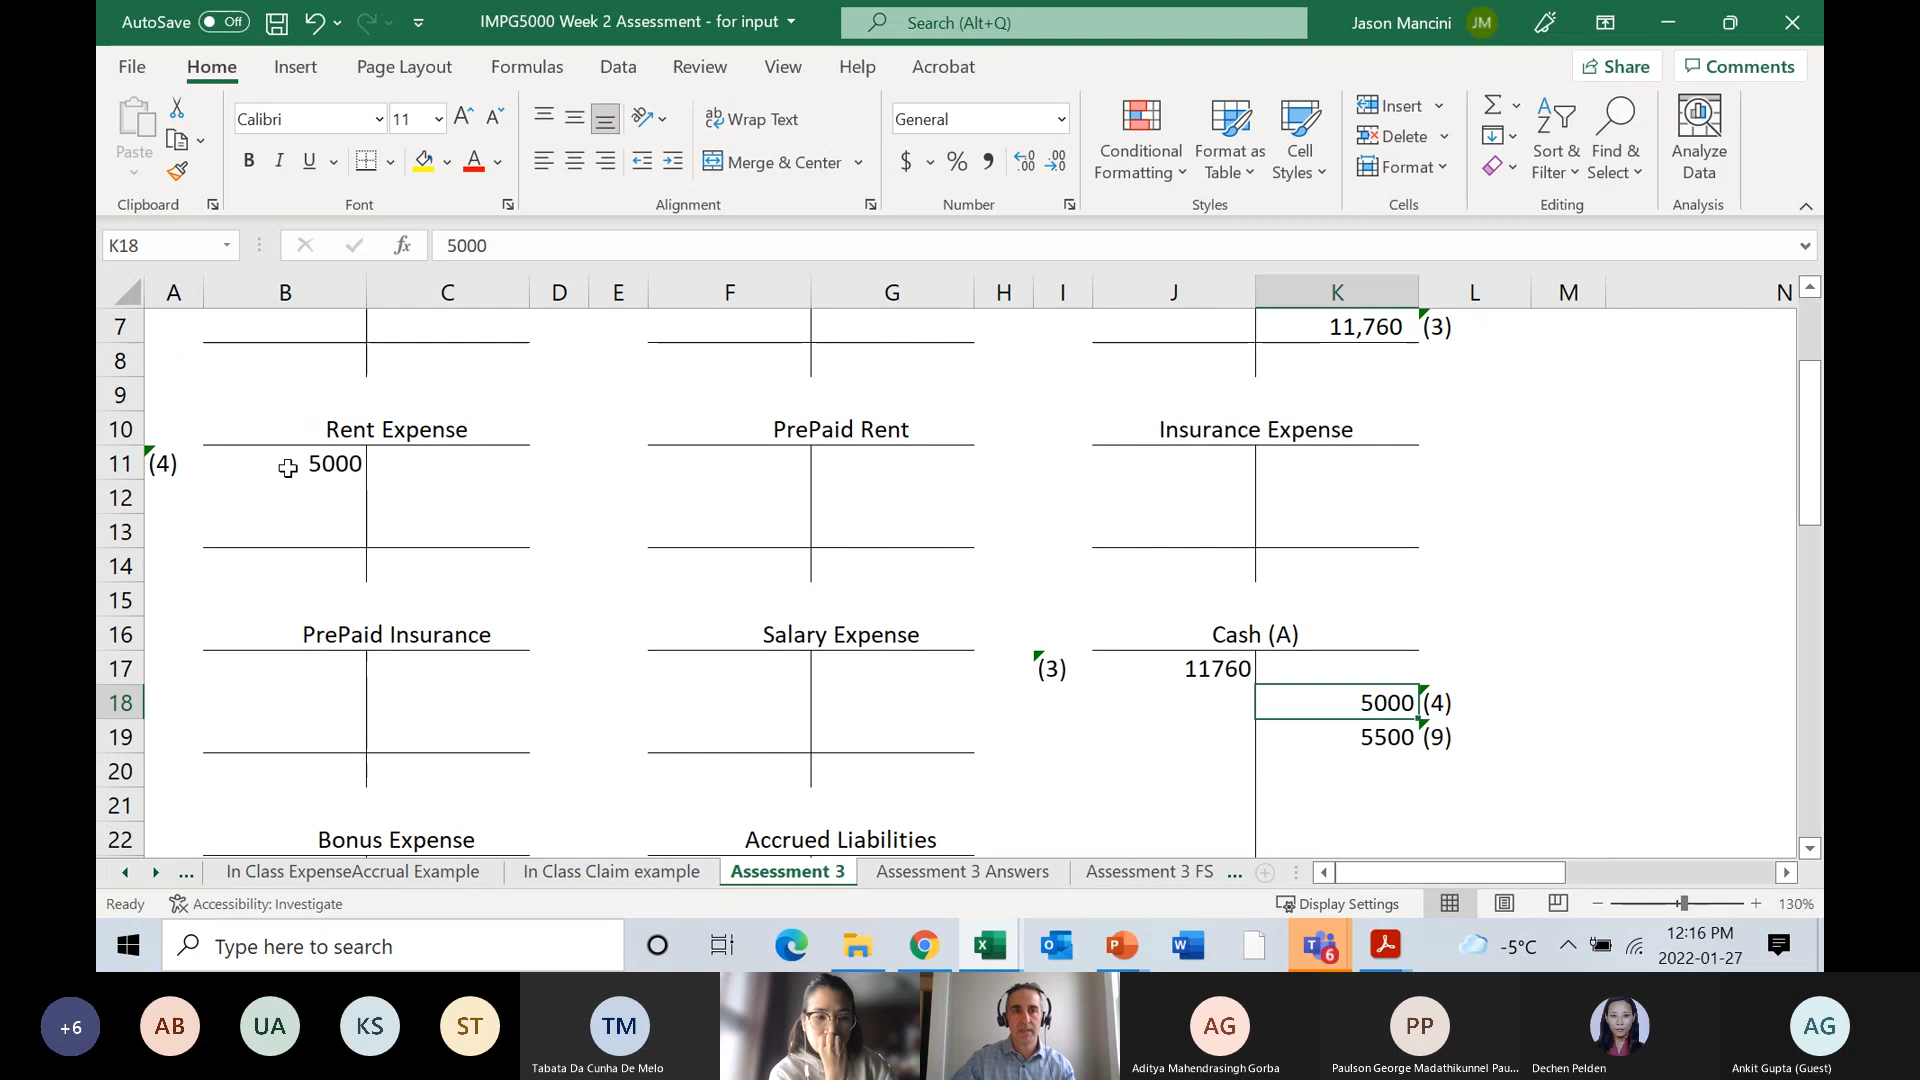 AutoSave Off IMPG5000 Week 2 Assessment - for input Search (Alt+Q) Jason Mancini JM
File Home Insert Page Layout Formulas Data Review View Help Acrobat Share Comments
Paste Calibri 11 Wrap Text General Conditional Formatting Format as Table Cell Styles Insert Sort & Filter Find & Select Analyze Data
Delete
B I U Merge & Center $ % Format
Clipboard Font Alignment Number Styles Cells Editing Analysis
K18 fx 5000
A B C D E F G H I J K L M N
7 11,760 (3)
8
9
10 Rent Expense PrePaid Rent Insurance Expense
11 (4) 5000
12
13
14
15
16 PrePaid Insurance Salary Expense Cash (A)
17 (3) 11760
18 5000 (4)
19 5500 (9)
20
21
22 Bonus Expense Accrued Liabilities
... In Class ExpenseAccrual Example In Class Claim example Assessment 3 Assessment 3 Answers Assessment 3 FS ...
Ready Accessibility: Investigate Display Settings 130%
Type here to search 6 -5°C 12:16 PM
2022-01-27
+6 AB UA KS ST TM AG PP AG
Tabata Da Cunha De Melo Aditya Mahendrasingh Gorba Paulson George Madathikunnel Pau... Dechen Pelden Ankit Gupta (Guest)